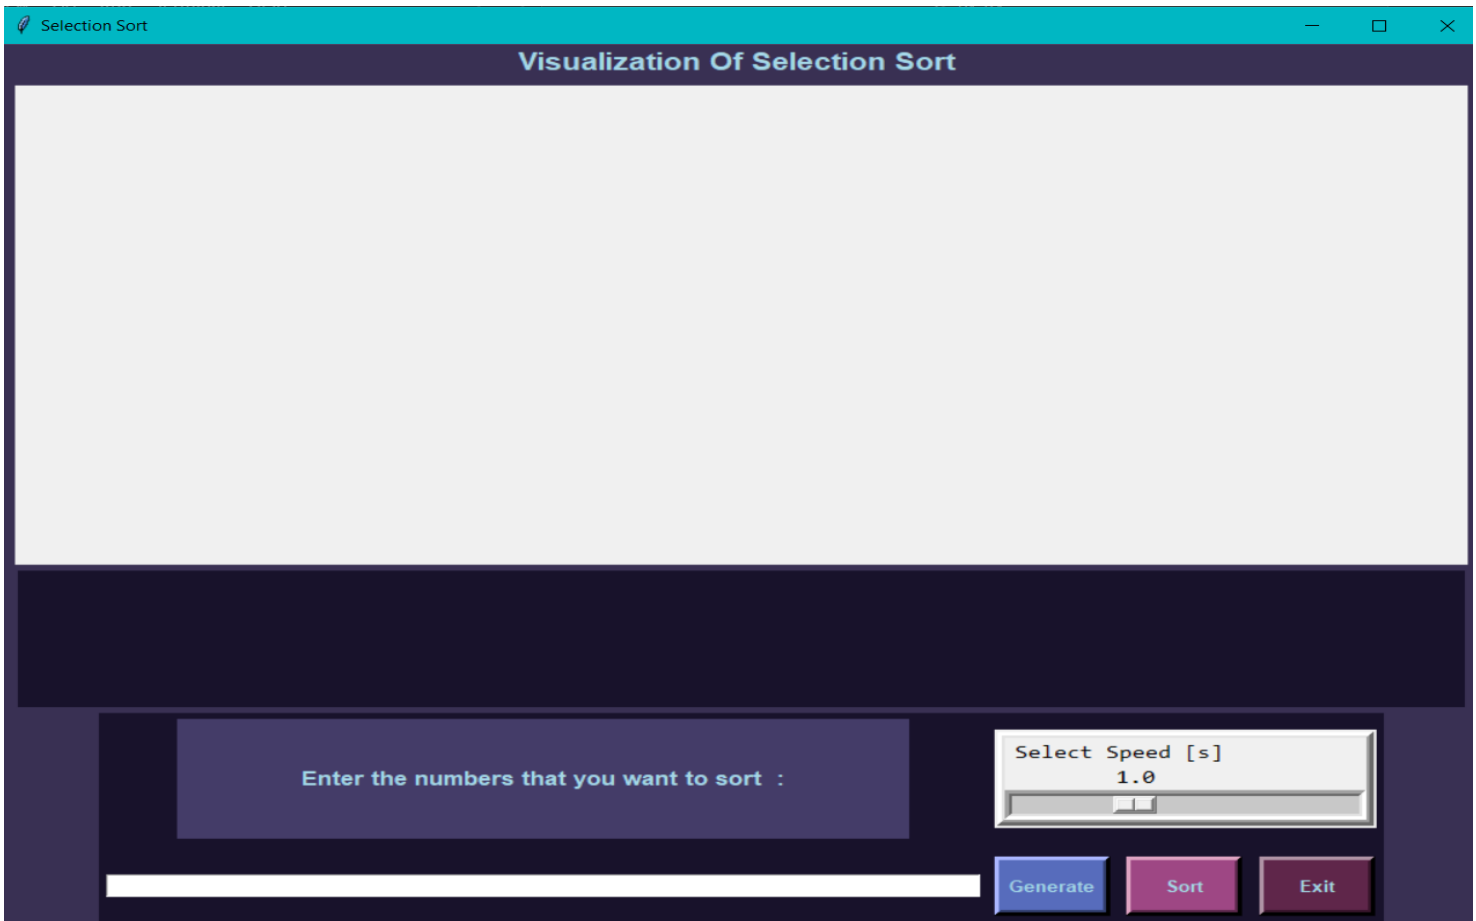 Selection Sort
Visualization Of Selection Sort
Enter the numbers that you want to sort :
Select Speed [s]
1.0
Generate
Sort
Exit